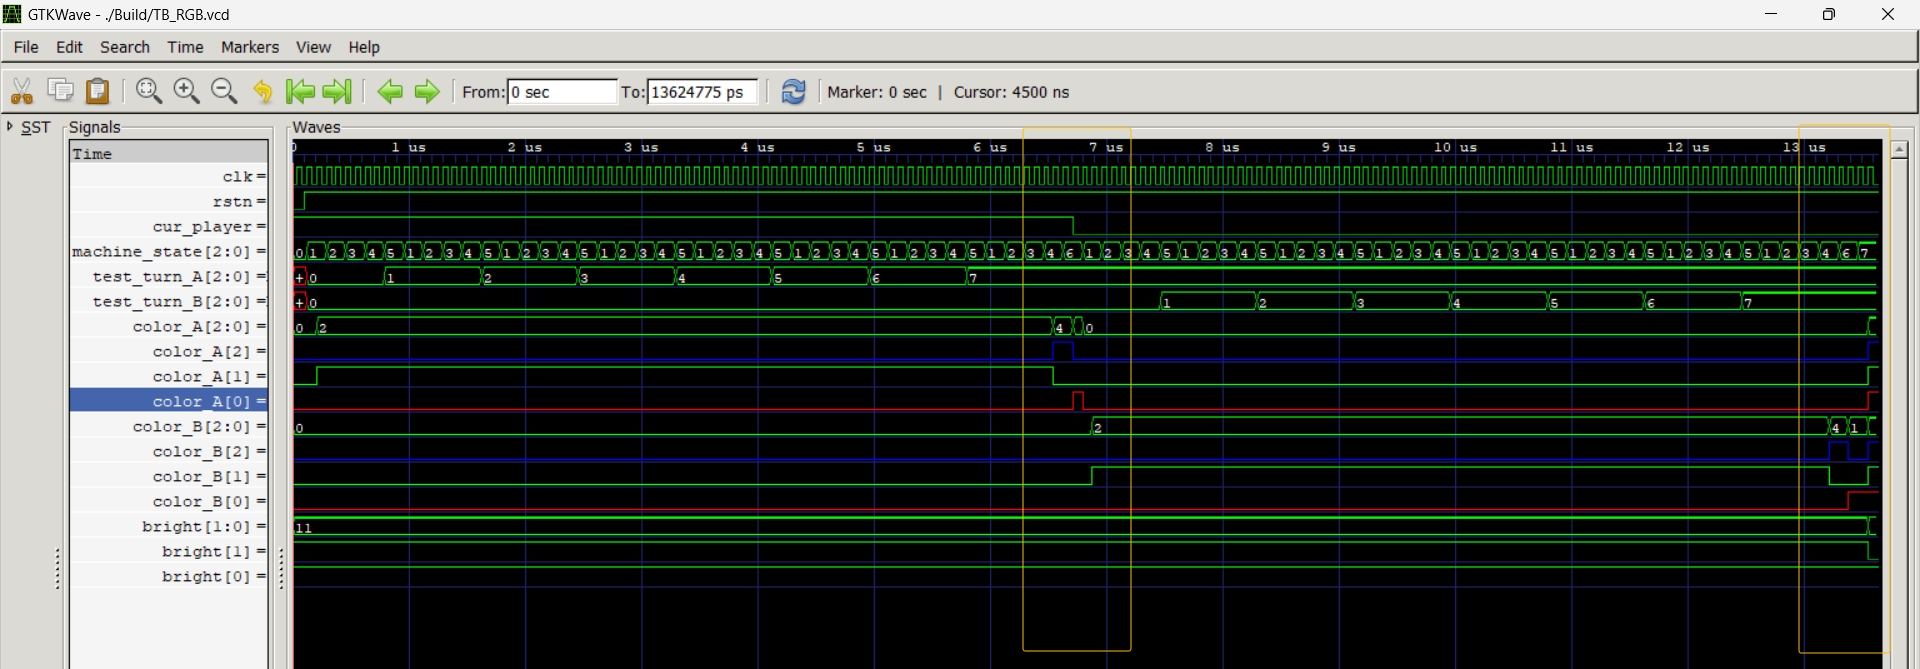 GTKWave - ./Build/TB_RGB.vcd
File Edit Search Time Markers View Help
From: 0 sec To: 13624775 ps Marker: 0 sec | Cursor: 4500 ns
SST Signals Waves
Time 0 1 us 2 us 3 us 4 us 5 us 6 us 7 us 8 us 9 us 10 us 11 us 12 us 13 us
clk =
rstn =
cur_player =
machine_state[2:0] = 0 1 2 3 4 5 1 2 3 4 5 1 2 3 4 5 1 2 3 4 5 1 2 3 4 5 1 2 3 4 5 1 2 3 4 5 1 2 3 4 6 1 2 3 4 5 1 2 3 4 5 1 2 3 4 5 1 2 3 4 5 1 2 3 4 5 1 2 3 4 5 1 2 3 4 5 1 2 3 4 6 7
test_turn_A[2:0] = + 0 1 2 3 4 5 6 7
test_turn_B[2:0] = + 0 1 2 3 4 5 6 7
color_A[2:0] = 0 2 4 0
color_A[2] =
color_A[1] =
color_A[0] =
color_B[2:0] = 0 2 4 1
color_B[2] =
color_B[1] =
color_B[0] =
bright[1:0] = 11
bright[1] =
bright[0] =